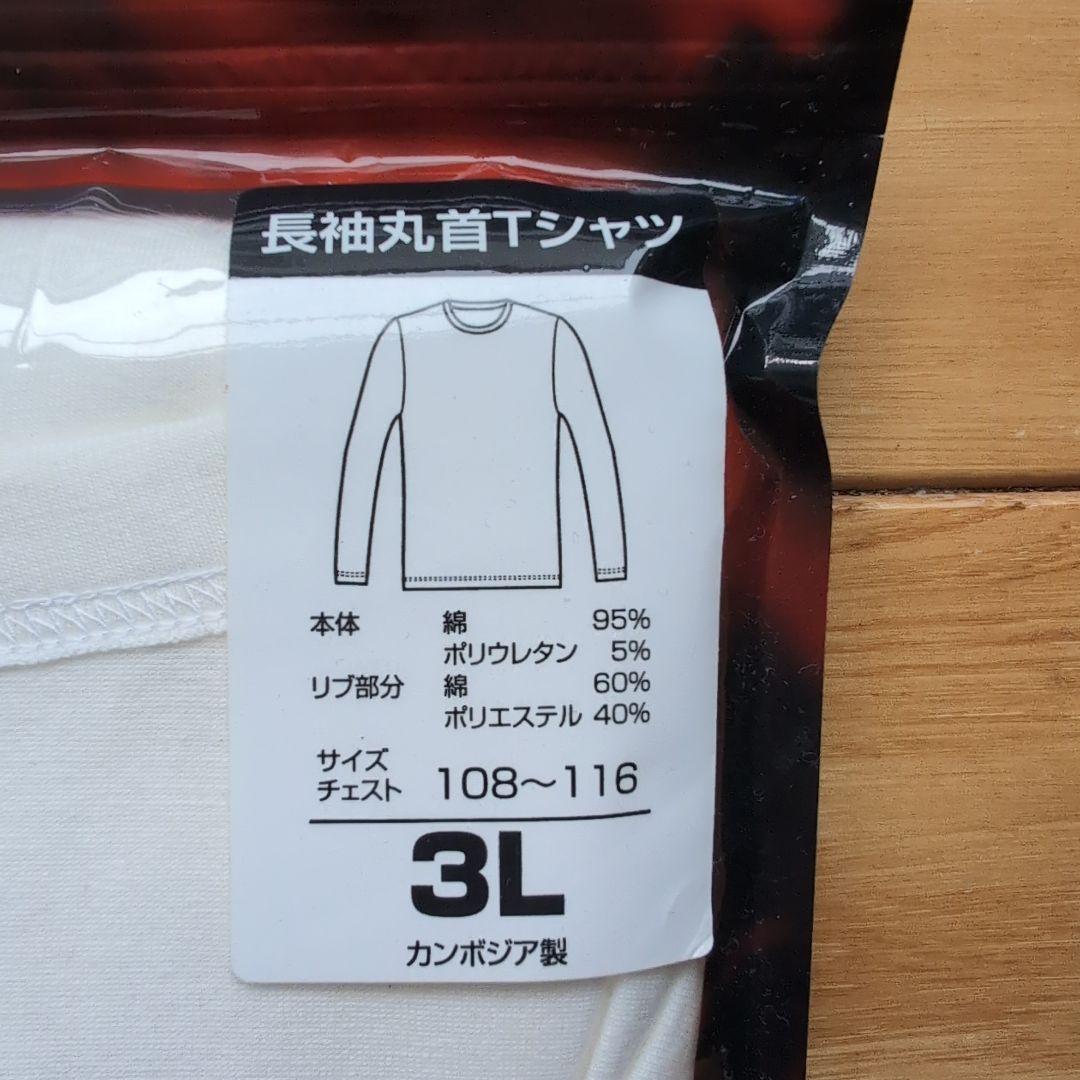 長袖丸首Tシャツ
本体 綿 95%
ポリウレタン 5%
リブ部分 綿 60%
ポリエステル 40%
サイズ
チェスト 108～116
3L
カンボジア製